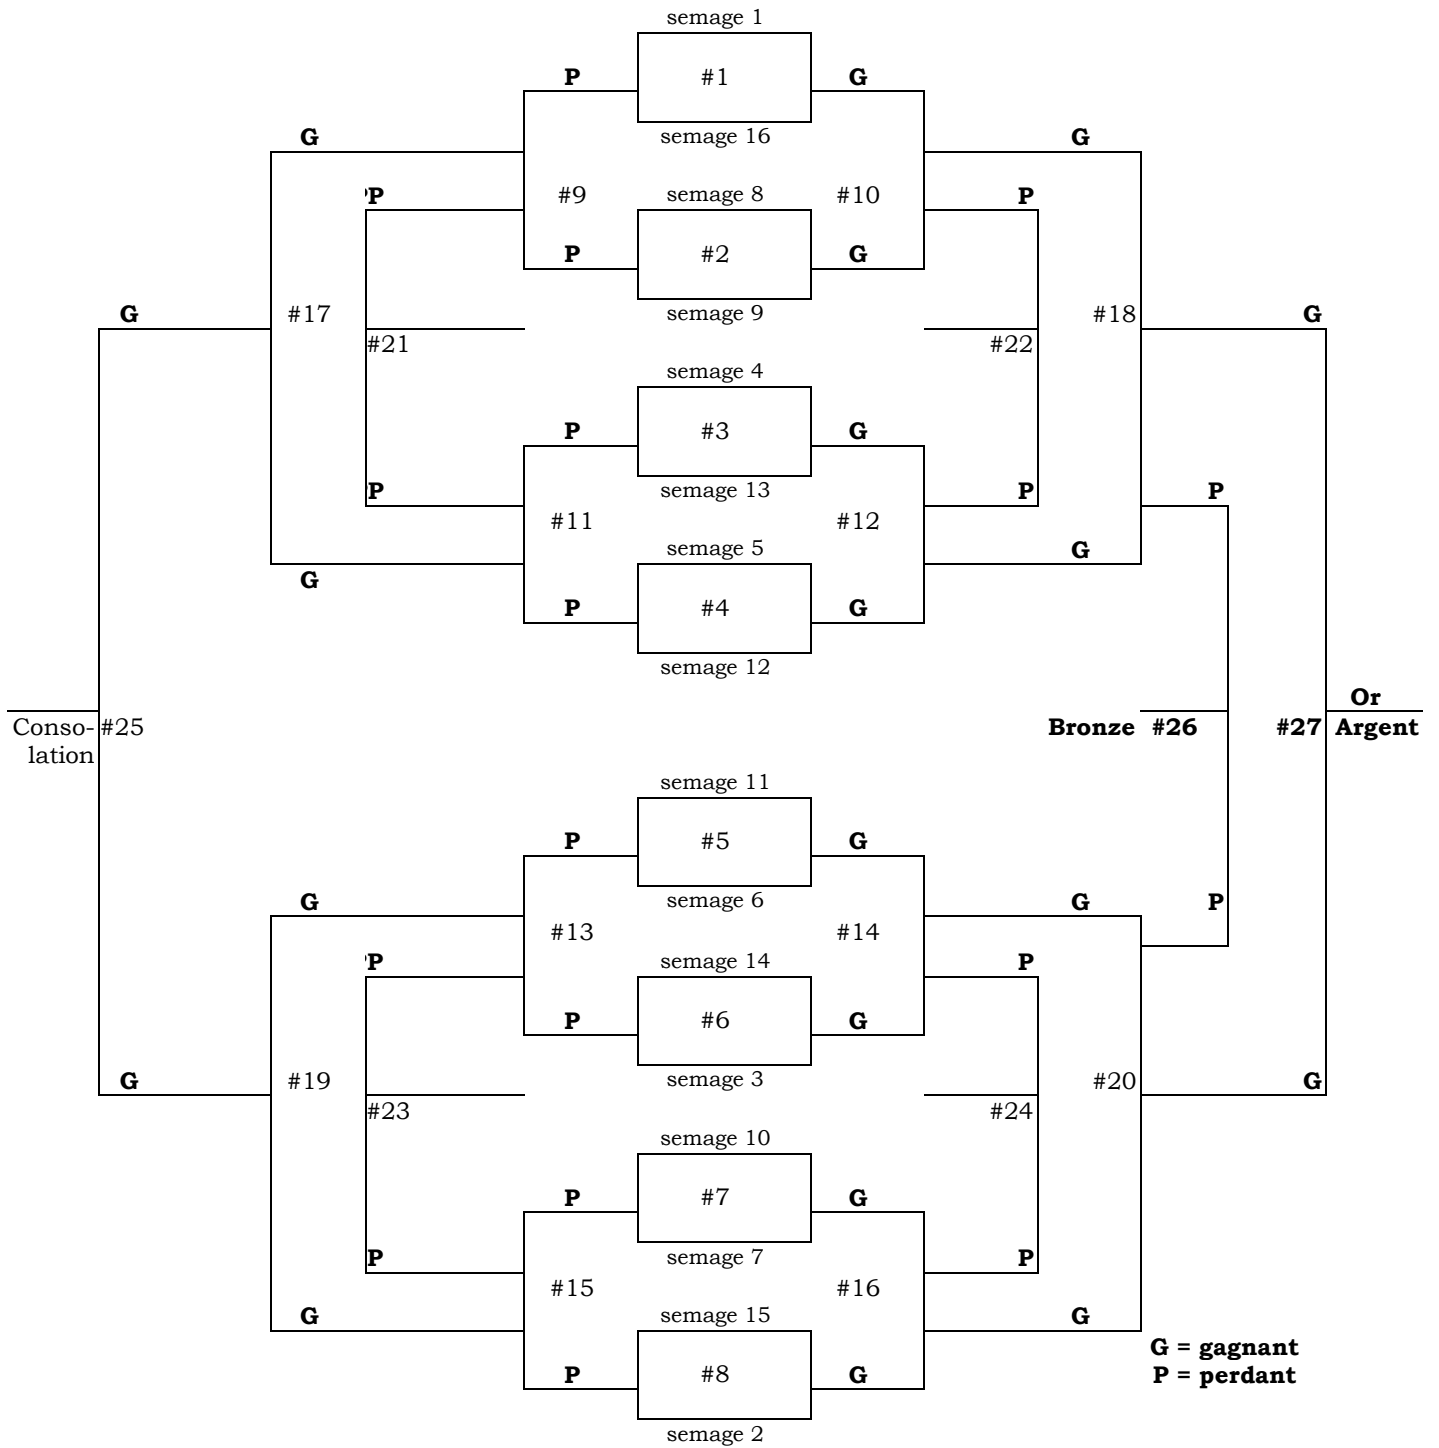 semage 1
P #1 G
semage 16
G G
P #9 semage 8 #10 P
P #2 G
semage 9
G #17 #18 G
#21 #22
semage 4
P #3 G
semage 13
P P P
#11 #12
semage 5
G
G
P #4 G
semage 12
Or
Conso- #25 Bronze #26 #27 Argent
lation
semage 11
P #5 G
semage 6
G G P
#13 #14
P semage 14 P
P #6 G
semage 3
G #19 #20 G
#23 #24
semage 10
P #7 G
semage 7
P P
#15 #16
G semage 15 G
G = gagnant
P #8 G P = perdant
semage 2